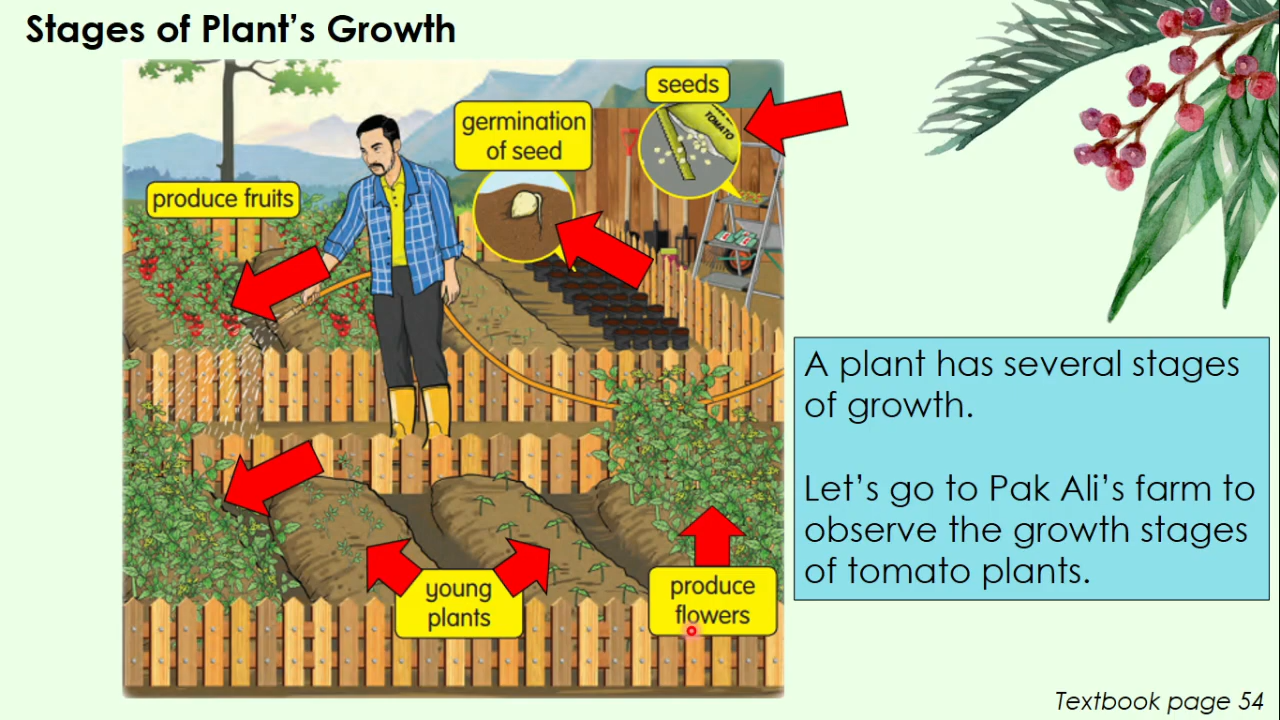 Stages of Plant's Growth
seeds
TOMATO
germination
of seed
produce fruits
A plant has several stages
of growth.
Let's go to Pak Ali's farm to
observe the growth stages
of tomato plants.
young
plants
produce
flowers
Textbook page 54